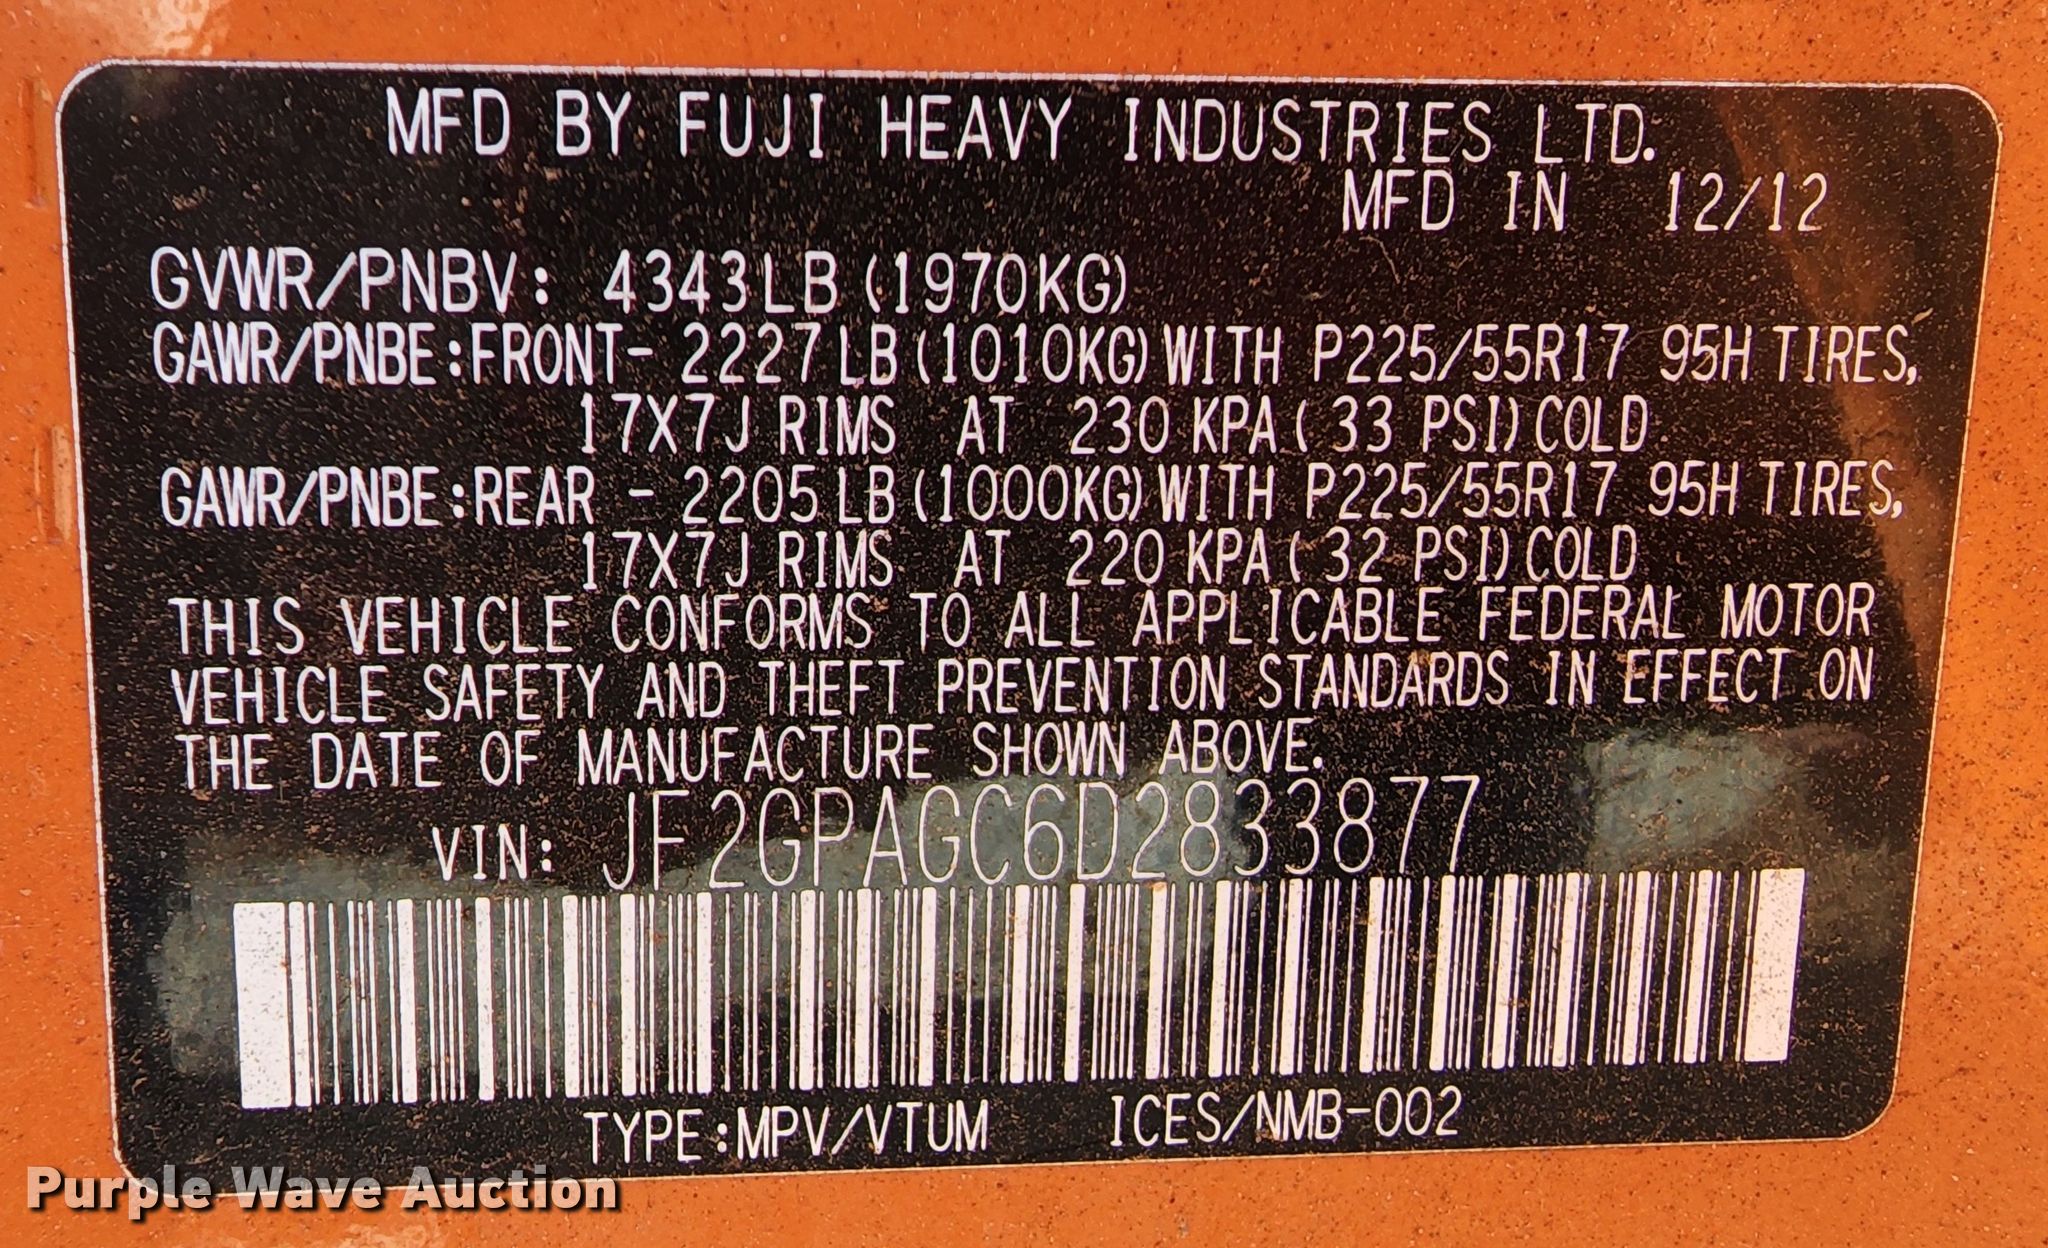 MFD BY FUJI HEAVY INDUSTRIES LTD.
MFD IN 12/12
GVWR/PNBV: 4343LB (1970KG)
GAWR/PNBE:FRONT- 2227LB (1010KG) WITH P225/55R17 95H TIRES,
17X7J RIMS AT 230 KPA ( 33 PSI) COLD
GAWR/PNBE:REAR - 2205LB (1000KG) WITH P225/55R17 95H TIRES,
17X7J RIMS AT 220 KPA ( 32 PSI) COLD
THIS VEHICLE CONFORMS TO ALL APPLICABLE FEDERAL MOTOR
VEHICLE SAFETY AND THEFT PREVENTION STANDARDS IN EFFECT ON
THE DATE OF MANUFACTURE SHOWN ABOVE.
VIN: JF2GPAGC6D2833877
TYPE:MPV/VTUM ICES/NMB-002
Purple Wave Auction